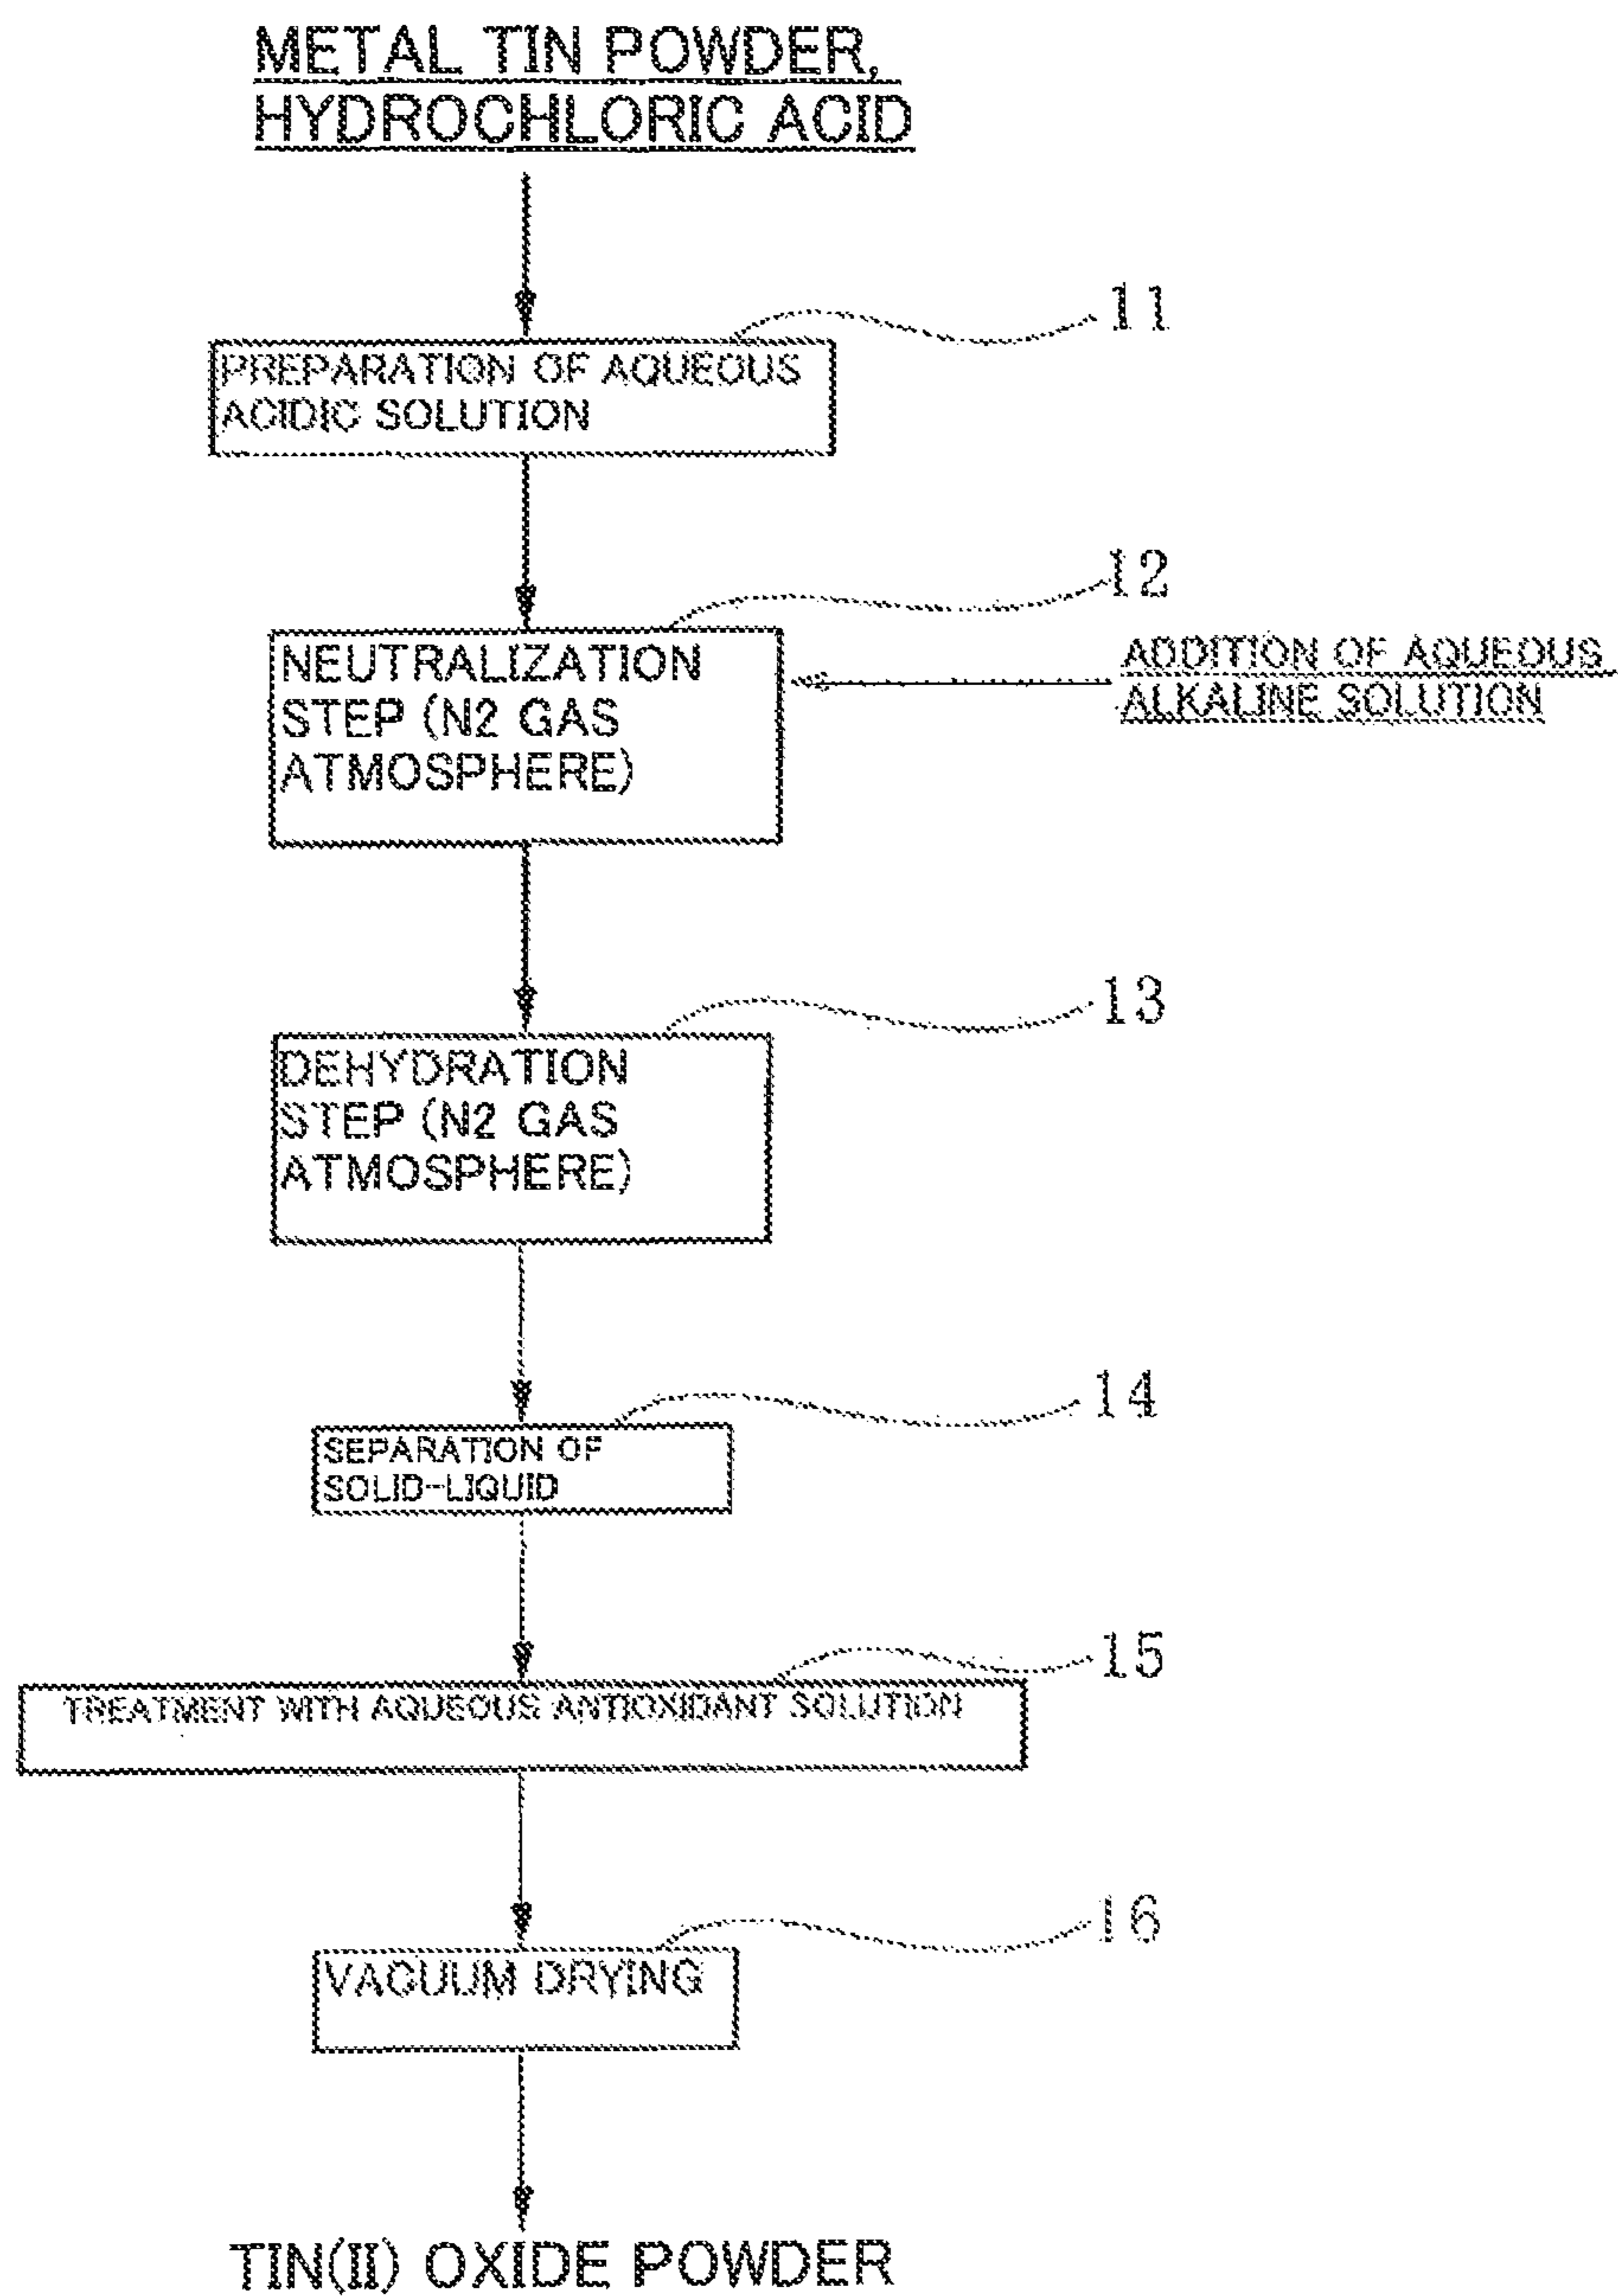 METAL TIN POWDER,
HYDROCHLORIC ACID
11
PREPARATION OF AQUEOUS
ACIDIC SOLUTION
12
NEUTRALIZATION
STEP (N2 GAS
ATMOSPHERE)
ADDITION OF AQUEOUS
ALKALINE SOLUTION
13
DEHYDRATION
STEP (N2 GAS
ATMOSPHERE)
14
SEPARATION OF
SOLID-LIQUID
15
TREATMENT WITH AQUEOUS ANTIOXIDANT SOLUTION
16
VACUUM DRYING
TIN(II) OXIDE POWDER